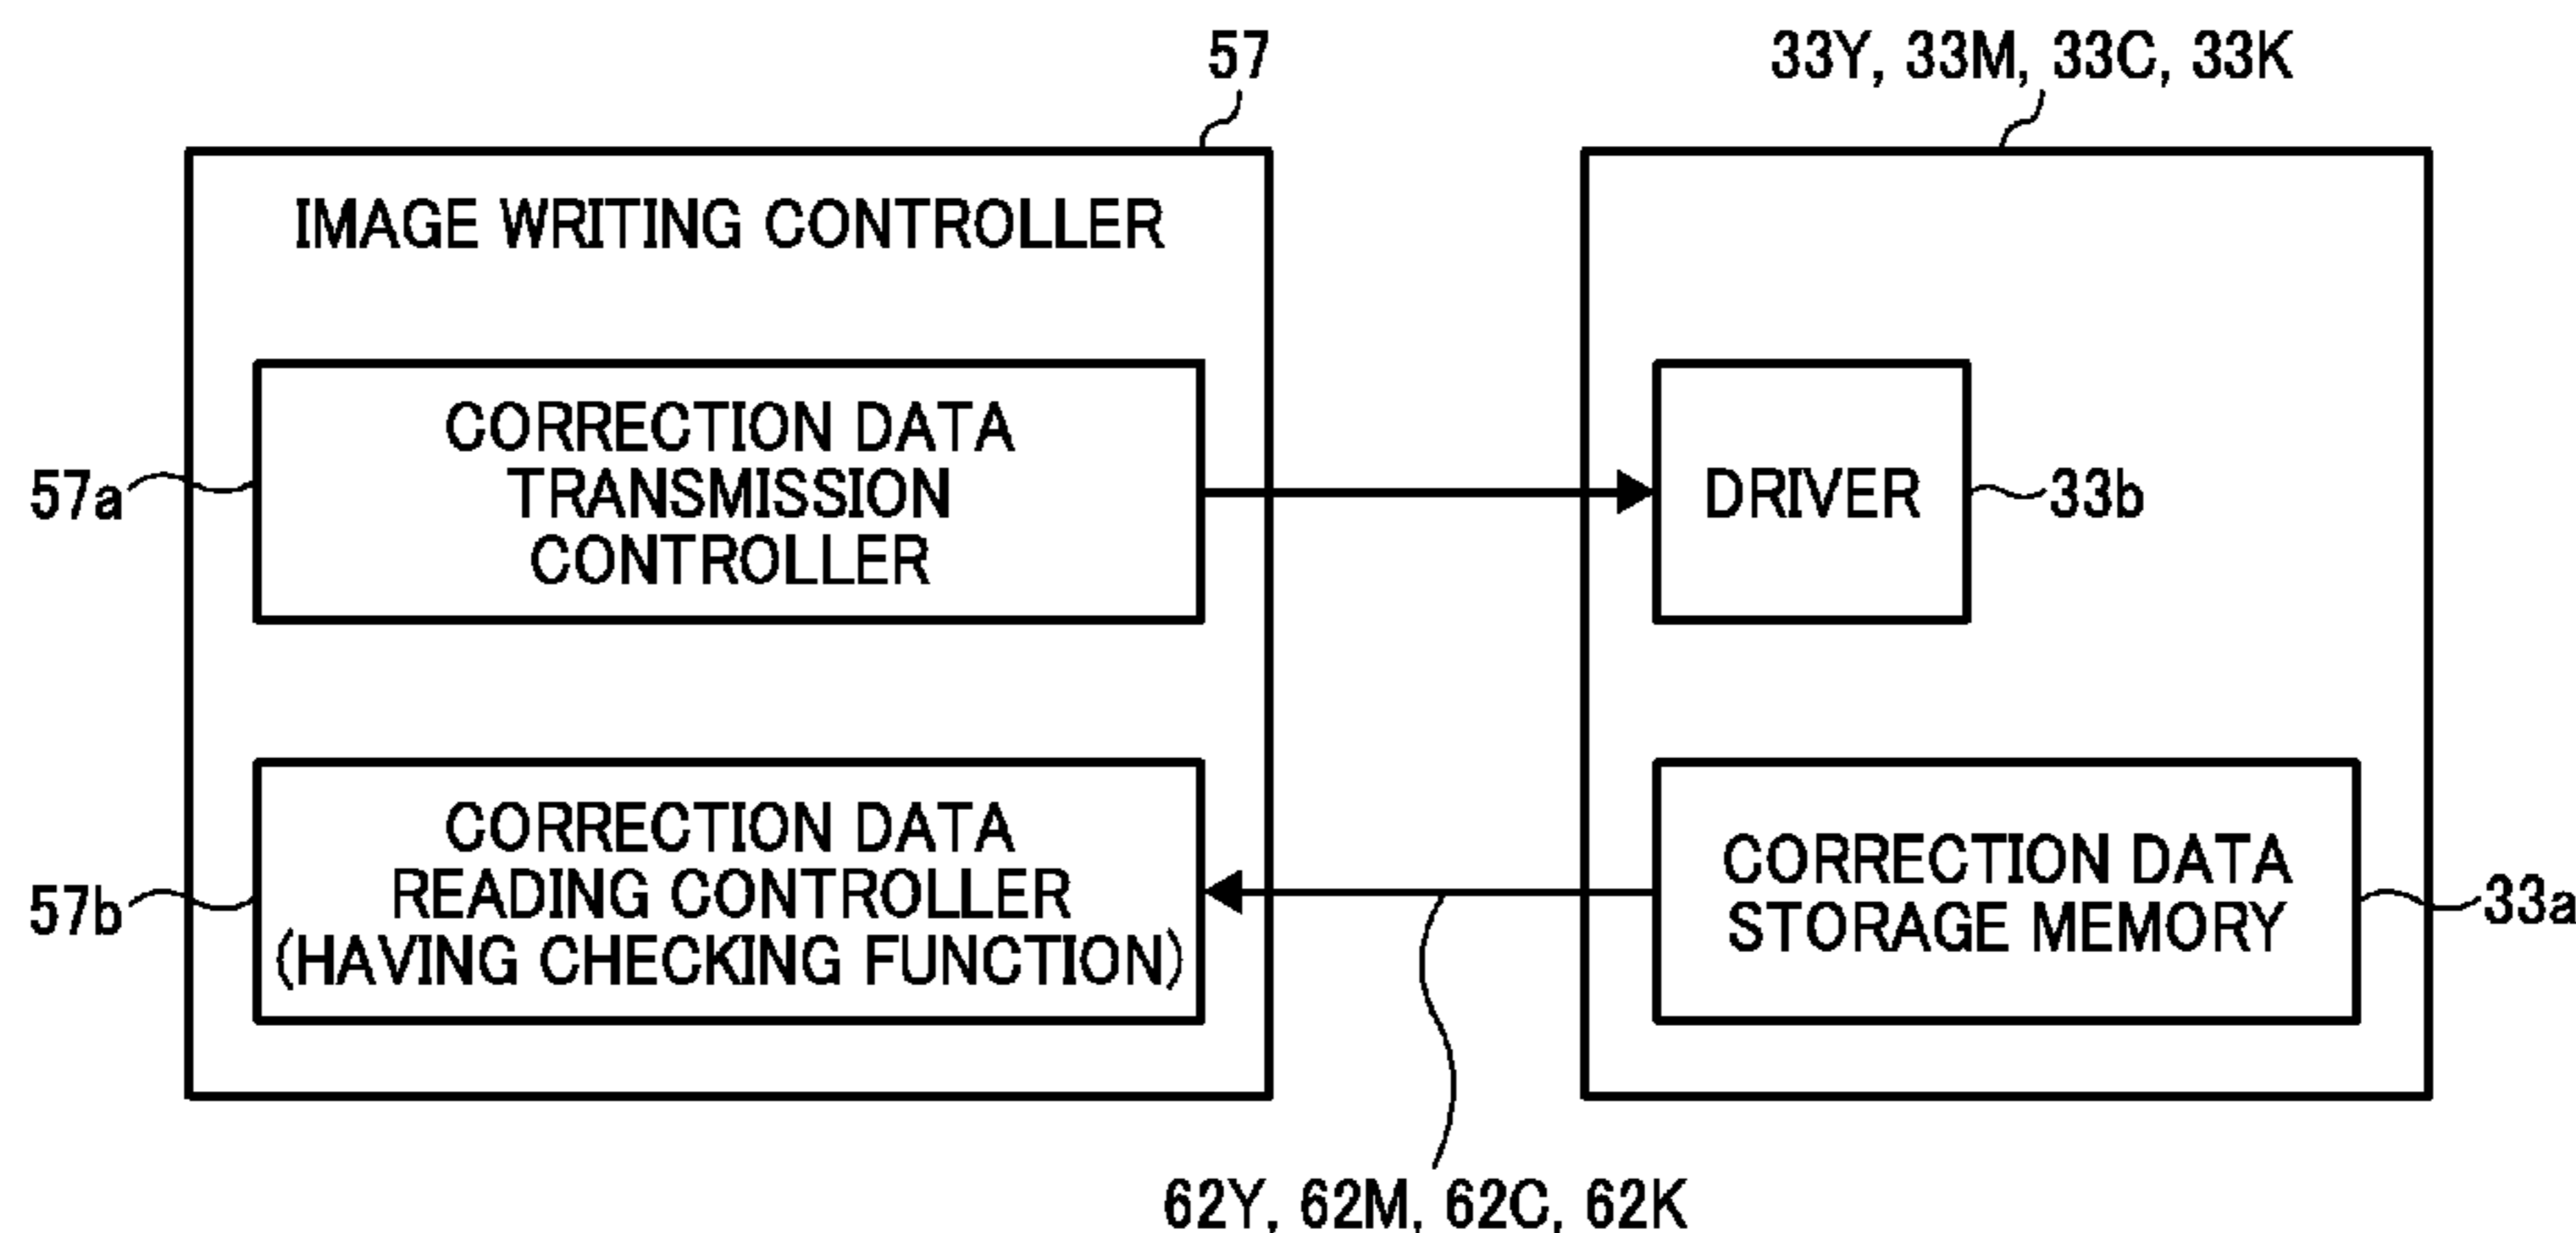 57
33Y, 33M, 33C, 33K
IMAGE WRITING CONTROLLER
CORRECTION DATA
TRANSMISSION
CONTROLLER
57a
DRIVER
33b
CORRECTION DATA
READING CONTROLLER
(HAVING CHECKING FUNCTION)
57b
CORRECTION DATA
STORAGE MEMORY
33a
62Y, 62M, 62C, 62K